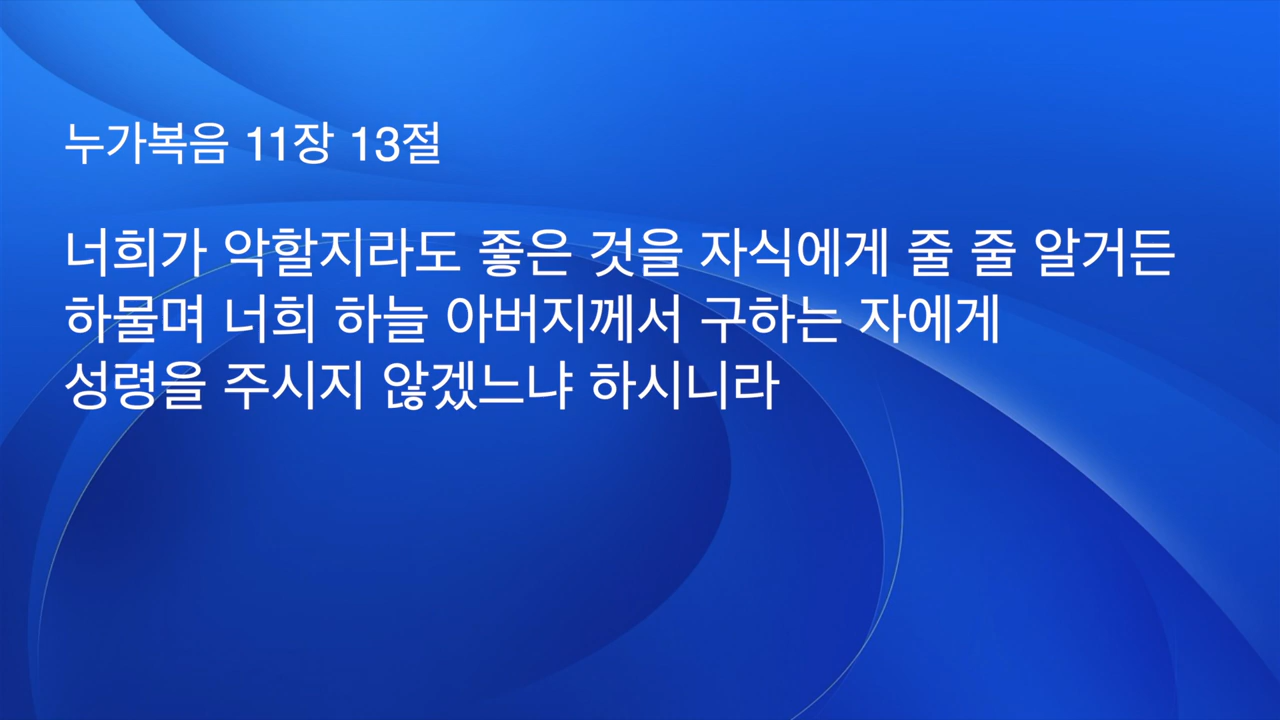 누가복음 11장 13절
너희가 악할지라도 좋은 것을 자식에게 줄 줄 알거든
하물며 너희 하늘 아버지께서 구하는 자에게
성령을 주시지 않겠느냐 하시니라